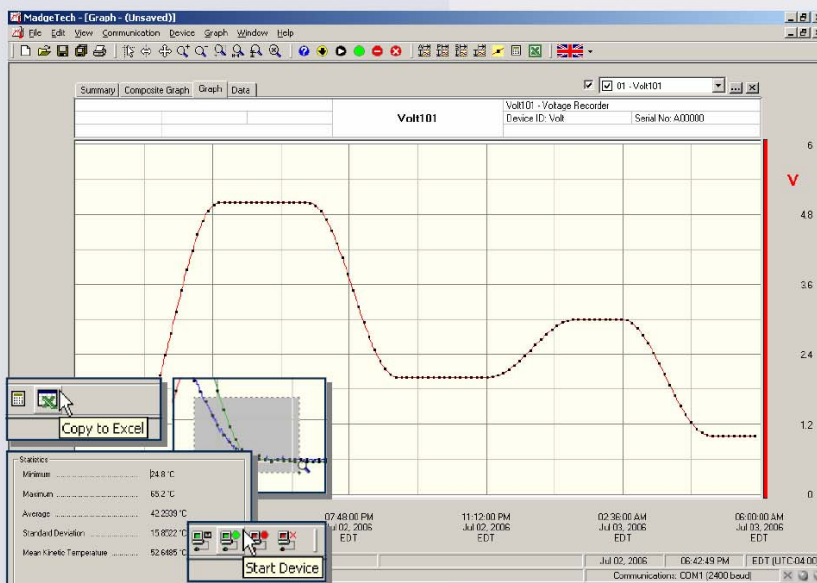 MadgeTech - [Graph - (Unsaved)]
File Edit View Communication Device Graph Window Help
Summary Composite Graph Graph Data
01 - Volt101
Volt101
Volt101 - Voltage Recorder
Device ID: Volt Serial No: A00000
6
V
4.8
3.6
2.4
1.2
0
Copy to Excel
Statistics
Minimum 24.8 °C
Maximum 65.2 °C
Average 42.2939 °C
Standard Deviation 15.8522 °C
Mean Kinetic Temperature 52.6485 °C
Start Device
07:48:00 PM 11:12:00 PM 02:36:00 AM 06:00:00 AM
Jul 02, 2006 Jul 02, 2006 Jul 03, 2006 Jul 03, 2006
EDT EDT EDT EDT
Jul 02, 2006 06:42:49 PM EDT (UTC-04:00
Communications: COM1 (2400 baud)